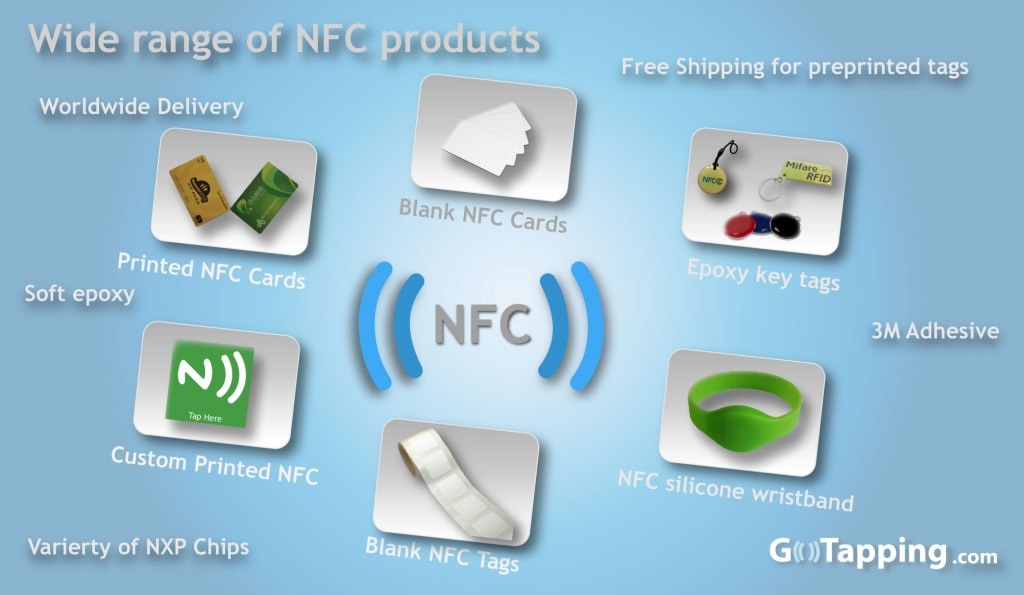 Wide range of NFC products
Free Shipping for preprinted tags
Worldwide Delivery
Blank NFC Cards
NFC
Mifare
RFID
Printed NFC Cards
Epoxy key tags
Soft epoxy
NFC
3M Adhesive
Tap Here
Custom Printed NFC
NFC silicone wristband
Blank NFC Tags
Varierty of NXP Chips
GoTapping.com